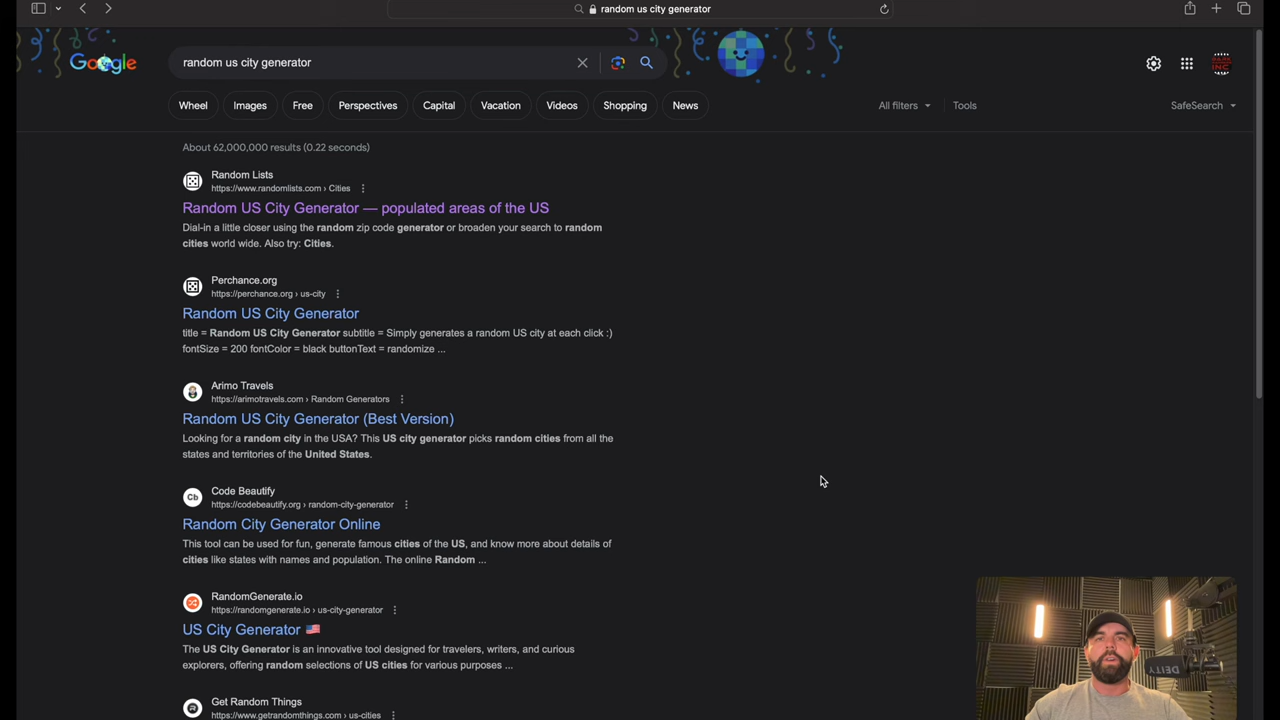 random us city generator
Google
random us city generator
Wheel
Images
Free
Perspectives
Capital
Vacation
Videos
Shopping
News
All filters
Tools
SafeSearch
About 62,000,000 results (0.22 seconds)
Random Lists
https://www.randomlists.com › Cities
Random US City Generator — populated areas of the US
Dial-in a little closer using the random zip code generator or broaden your search to random
cities world wide. Also try: Cities.
Perchance.org
https://perchance.org › us-city
Random US City Generator
title = Random US City Generator subtitle = Simply generates a random US city at each click :)
fontSize = 200 fontColor = black buttonText = randomize ...
Arimo Travels
https://arimotravels.com › Random Generators
Random US City Generator (Best Version)
Looking for a random city in the USA? This US city generator picks random cities from all the
states and territories of the United States.
Cb
Code Beautify
https://codebeautify.org › random-city-generator
Random City Generator Online
This tool can be used for fun, generate famous cities of the US, and know more about details of
cities like states with names and population. The online Random ...
RandomGenerate.io
https://randomgenerate.io › us-city-generator
US City Generator 🇺🇸
The US City Generator is an innovative tool designed for travelers, writers, and curious
explorers, offering random selections of US cities for various purposes ...
Get Random Things
https://www.getrandomthings.com › us-cities
DEITY